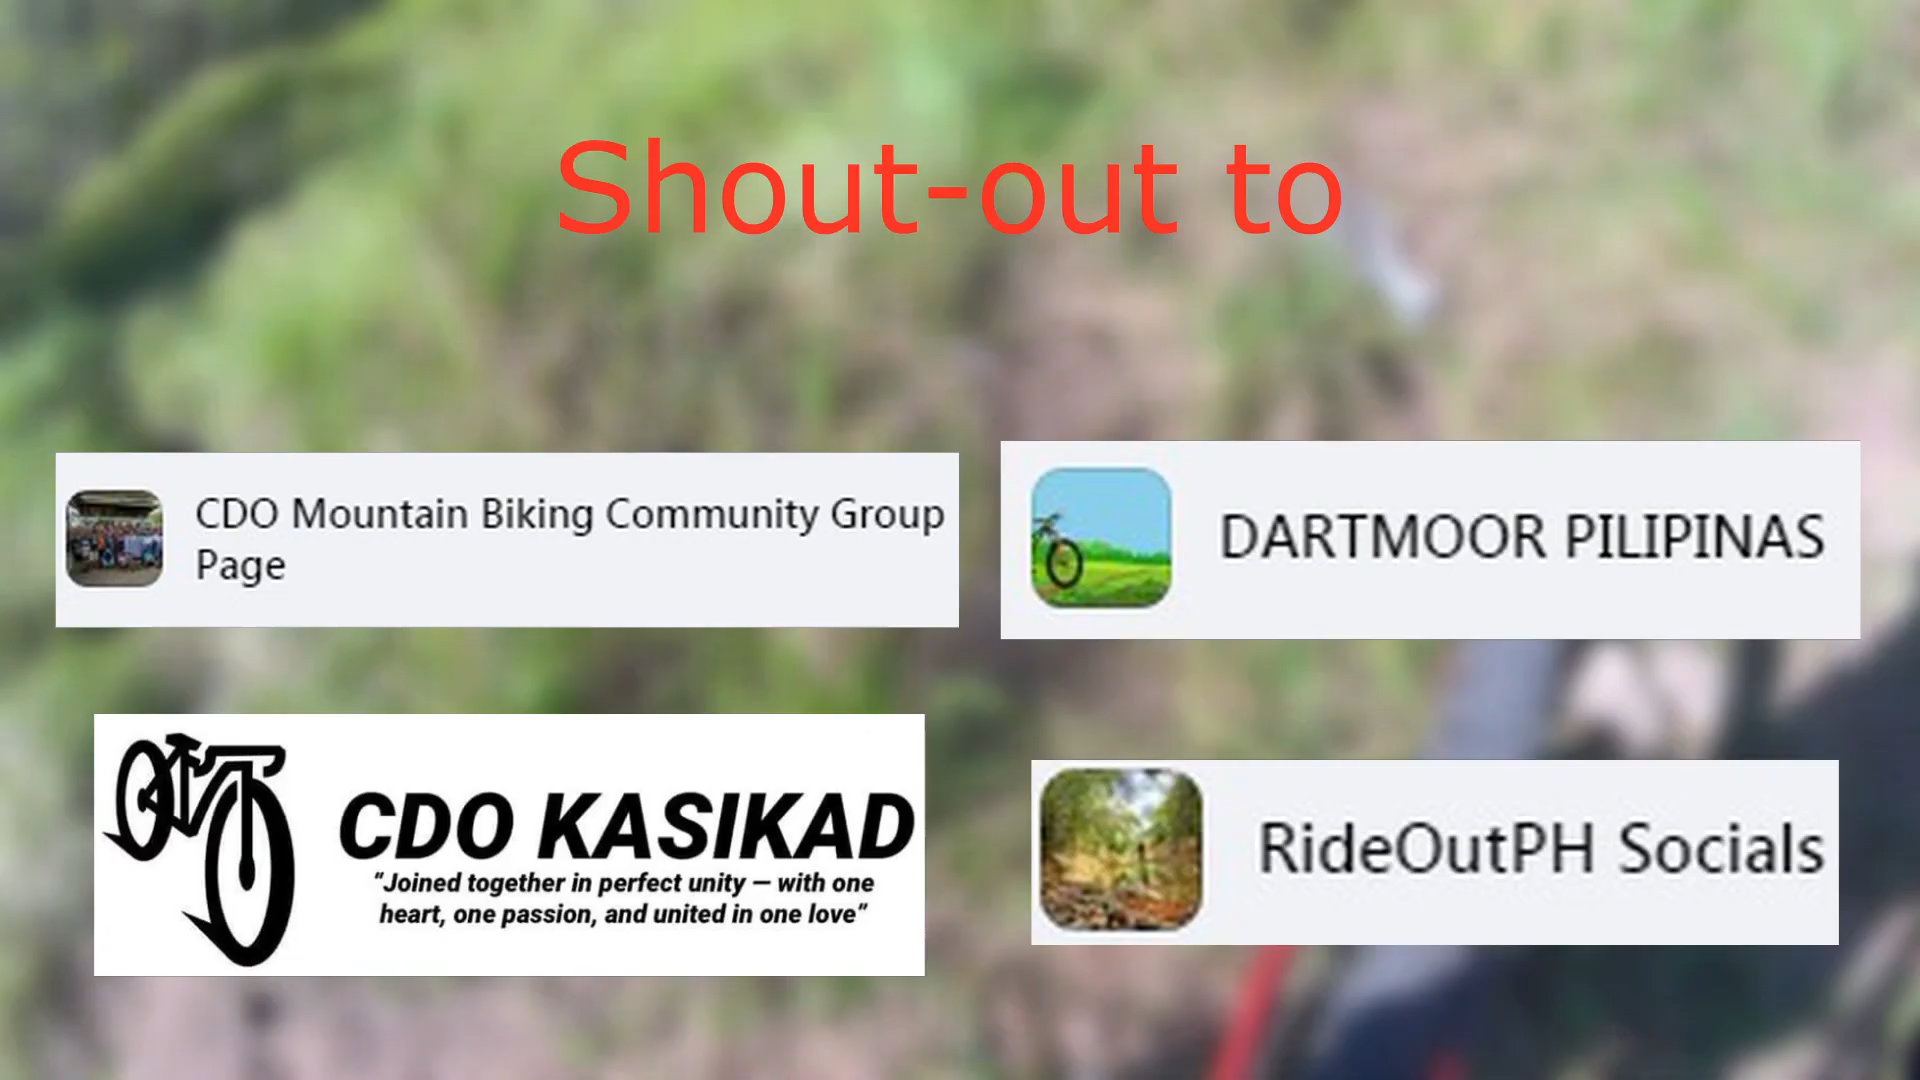 Shout-out to
CDO Mountain Biking Community Group
Page
DARTMOOR PILIPINAS
CDO KASIKAD
“Joined together in perfect unity – with one
heart, one passion, and united in one love”
RideOutPH Socials